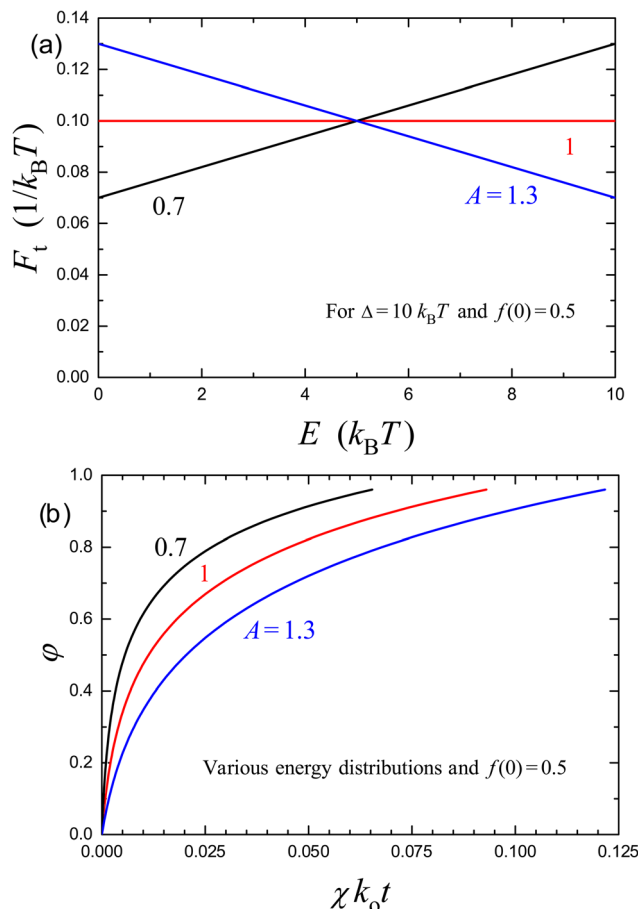 (a)
0.14
0.12
0.10
0.08
0.06
0.04
0.02
0.00
F_t (1/k_BT)
1
0.7
A = 1.3
For Δ = 10 k_BT and f(0) = 0.5
0 2 4 6 8 10
E (k_BT)
(b)
1.0
0.8
0.6
0.4
0.2
0.0
φ
0.7
1
A = 1.3
Various energy distributions and f(0) = 0.5
0.000 0.025 0.050 0.075 0.100 0.125
χk_ot